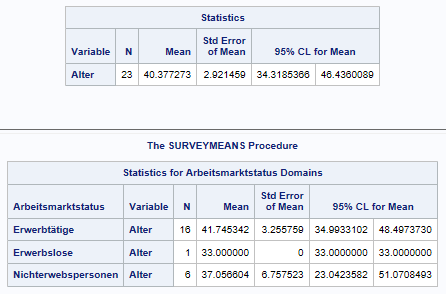 Statistics
Variable N Mean Std Error of Mean 95% CL for Mean
Alter 23 40.377273 2.921459 34.3185366 46.4360089
The SURVEYMEANS Procedure
Statistics for Arbeitsmarktstatus Domains
Arbeitsmarktstatus Variable N Mean Std Error of Mean 95% CL for Mean
Erwerbtätige Alter 16 41.745342 3.255759 34.9933102 48.4973730
Erwerbslose Alter 1 33.000000 0 33.0000000 33.0000000
Nichterwebspersonen Alter 6 37.056604 6.757523 23.0423582 51.0708493